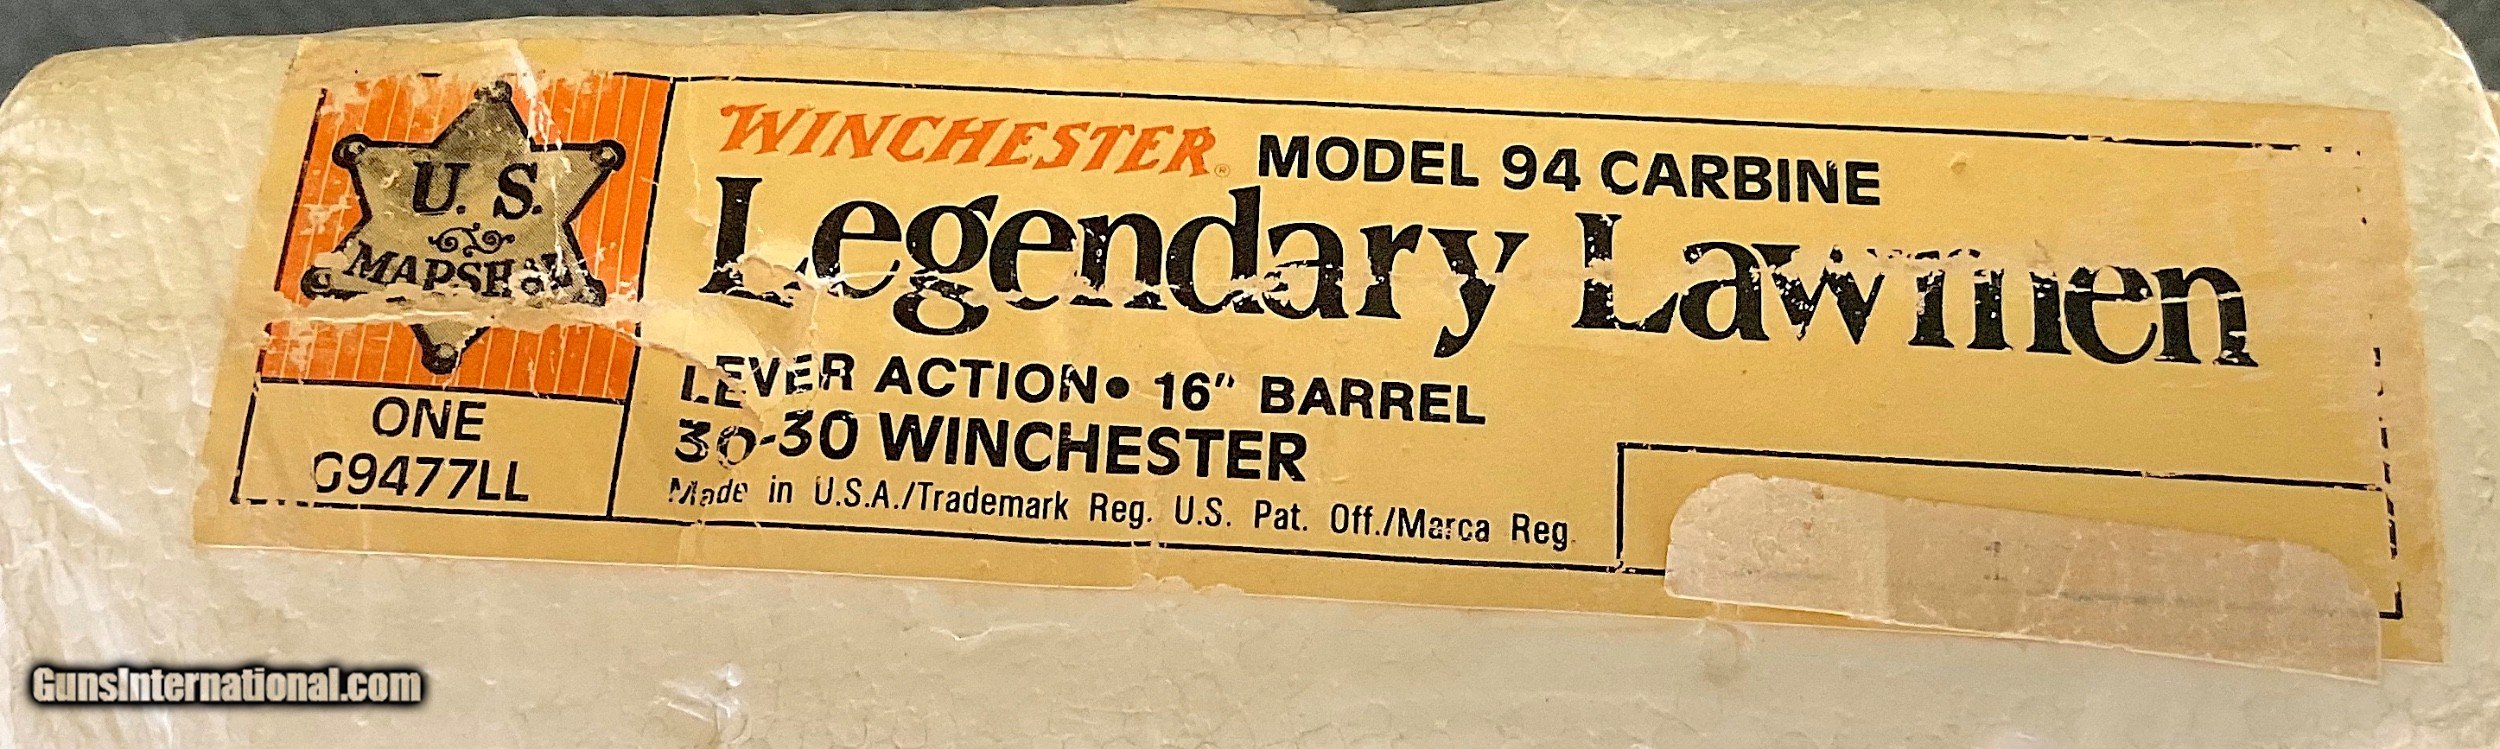 U. S.
MARSHAL
ONE
G9477LL
WINCHESTER® MODEL 94 CARBINE
Legendary Lawmen
LEVER ACTION• 16" BARREL
30-30 WINCHESTER
Made in U.S.A./Trademark Reg. U.S. Pat. Off./Marca Reg.
GunsInternational.com